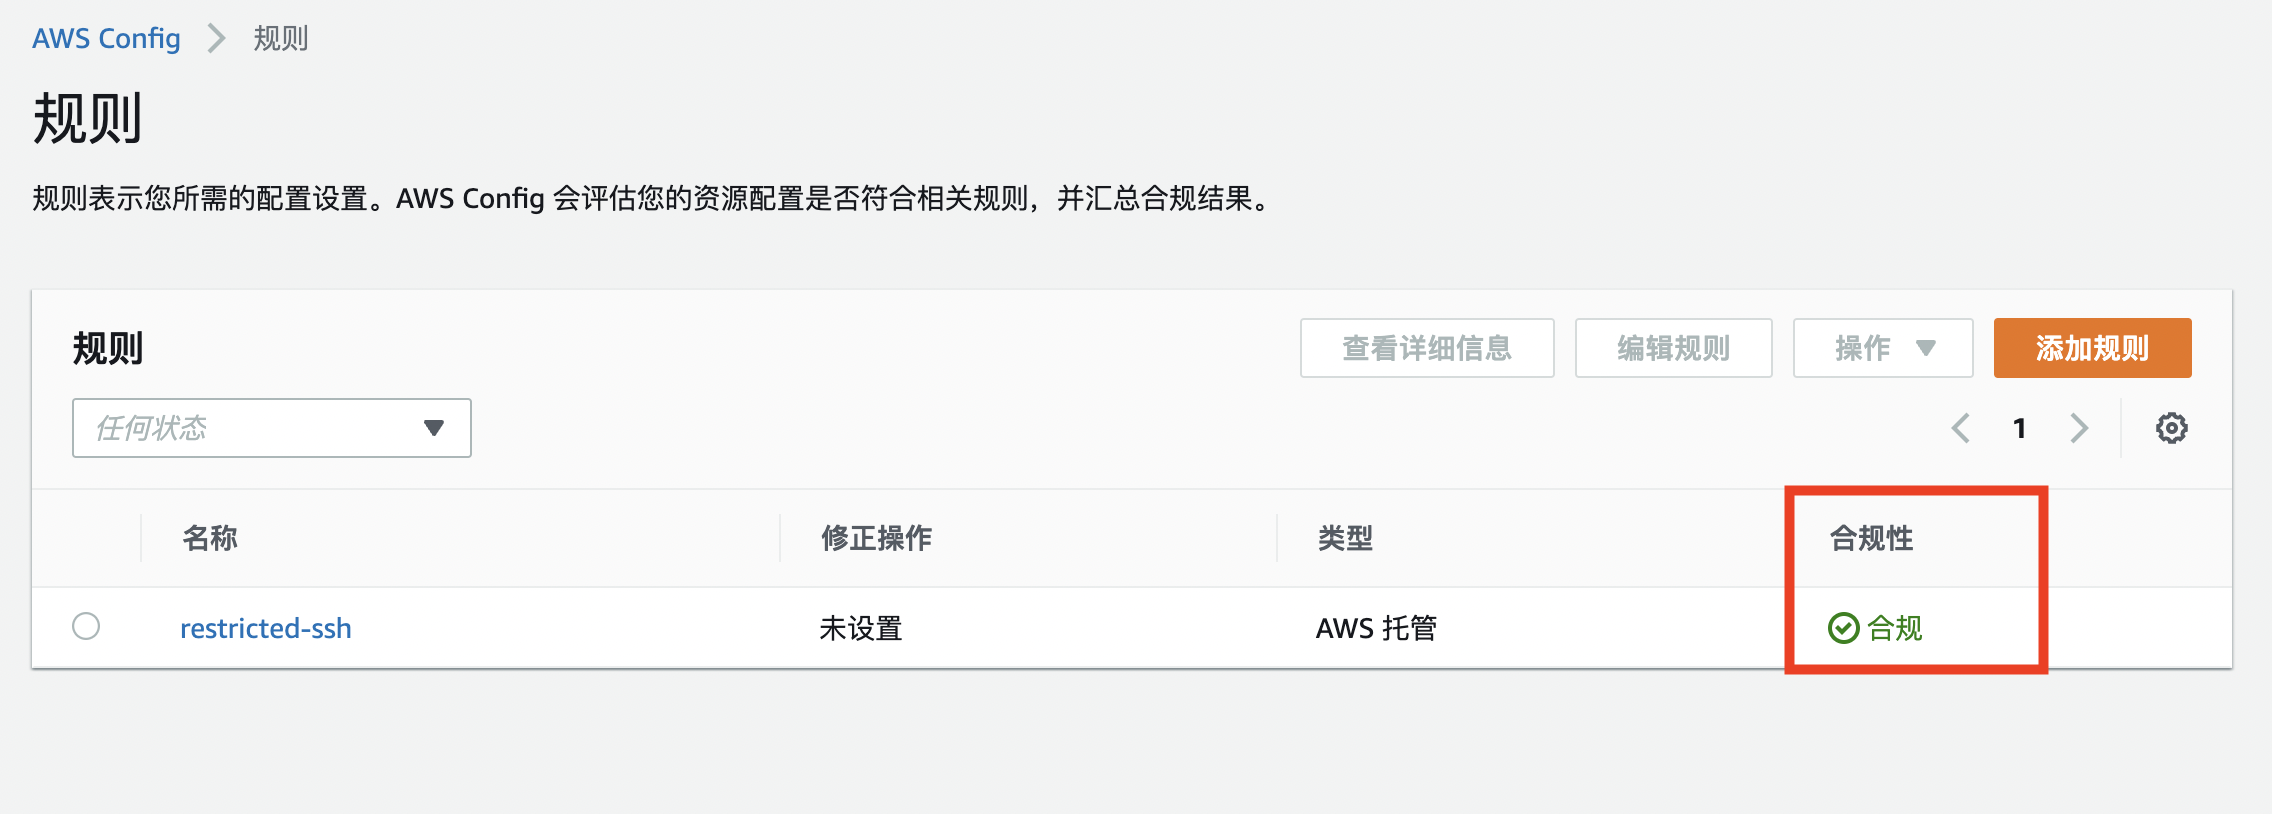 AWS Config > 规则
规则
规则表示您所需的配置设置。AWS Config 会评估您的资源配置是否符合相关规则，并汇总合规结果。
规则 查看详细信息 编辑规则 操作 添加规则
任何状态 1
名称 修正操作 类型 合规性
restricted-ssh 未设置 AWS 托管 合规